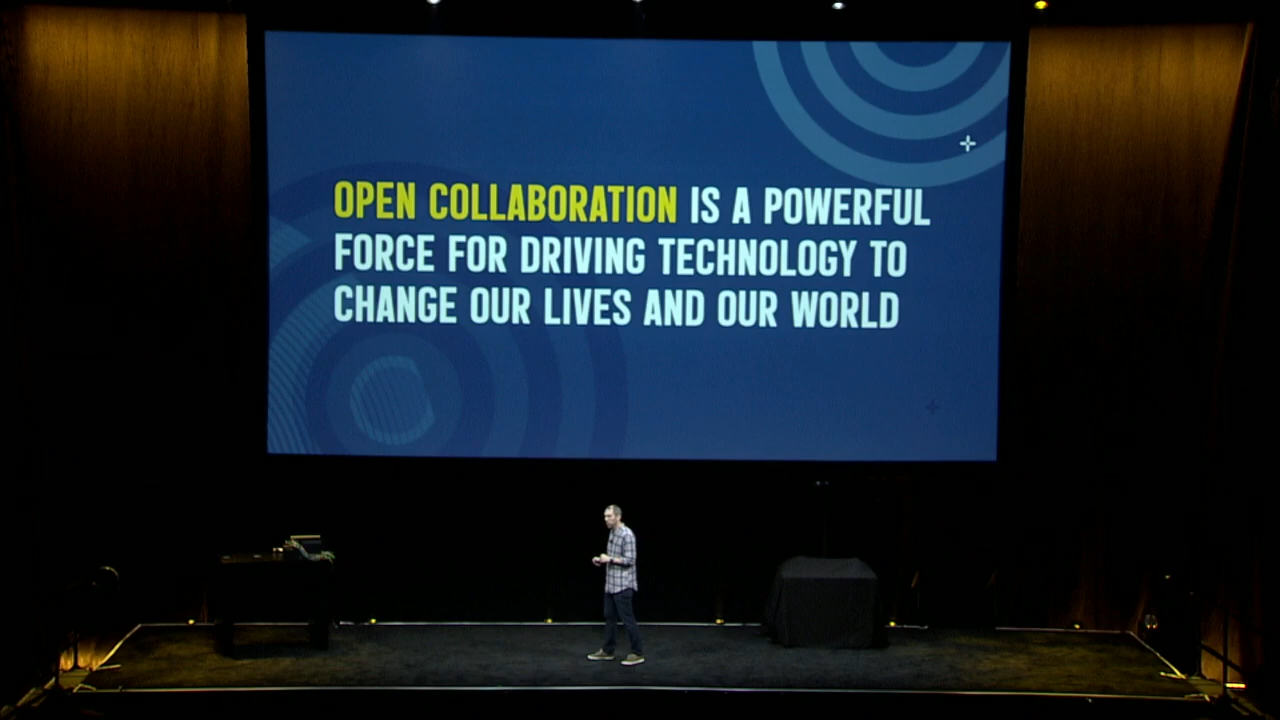 OPEN COLLABORATION IS A POWERFUL
FORCE FOR DRIVING TECHNOLOGY TO
CHANGE OUR LIVES AND OUR WORLD